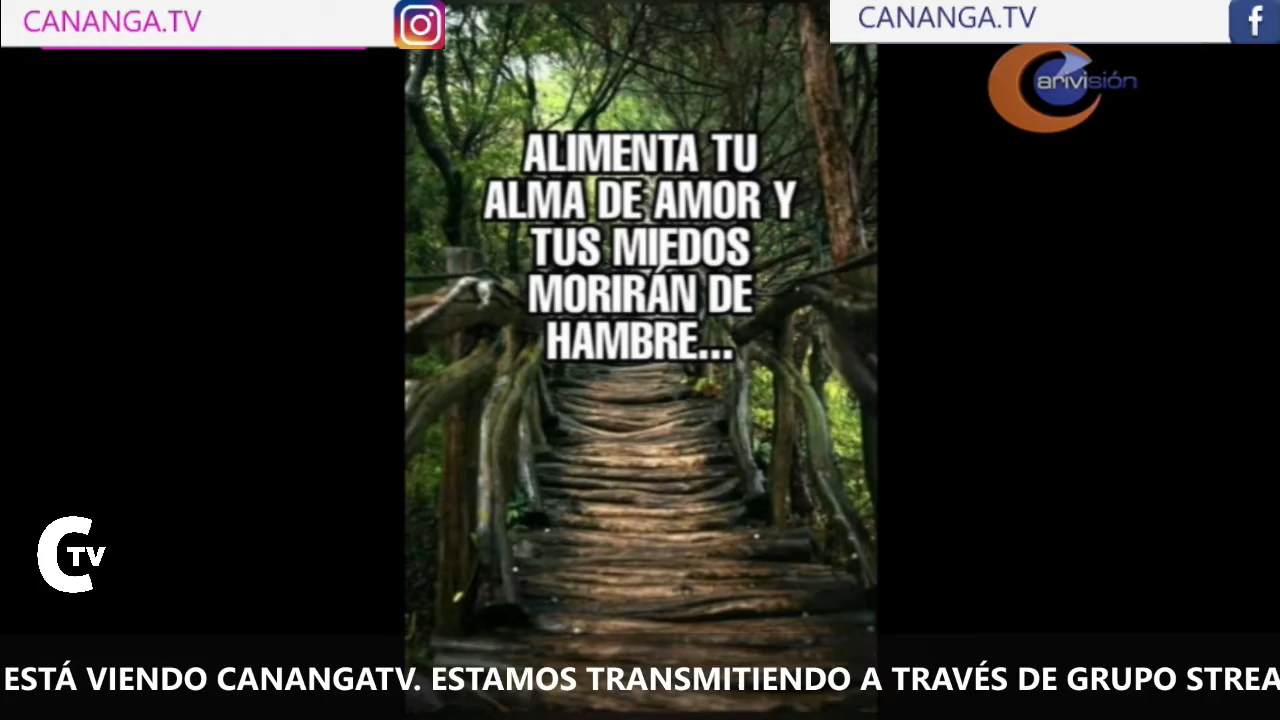 CANANGA.TV
CANANGA.TV
f
arivisión
ALIMENTA TU
ALMA DE AMOR Y
TUS MIEDOS
MORIRÁN DE
HAMBRE...
C TV
ESTÁ VIENDO CANANGATV. ESTAMOS TRANSMITIENDO A TRAVÉS DE GRUPO STREA